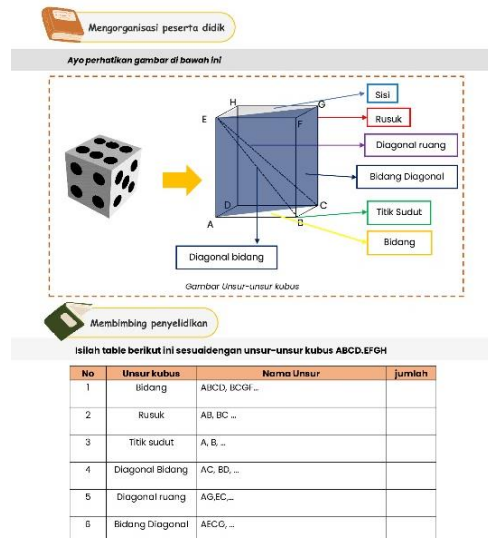 Mengorganisasi peserta didik
Ayo perhatikan gambar di bawah ini
Sisi
H
G
E
F
Rusuk
Diagonal ruang
Bidang Diagonal
D
C
Titik Sudut
A
B
Bidang
Diagonal bidang
Gambar Unsur-unsur kubus
Membimbing penyelidikan
Isilah table berikut ini sesuaidengan unsur-unsur kubus ABCD.EFGH
No Unsur kubus Nama Unsur jumlah
1 Bidang ABCD, BCGF...
2 Rusuk AB, BC ...
3 Titik sudut A, B, ...
4 Diagonal Bidang AC, BD, ...
5 Diagonal ruang AG,EC,...
6 Bidang Diagonal AECG, ...